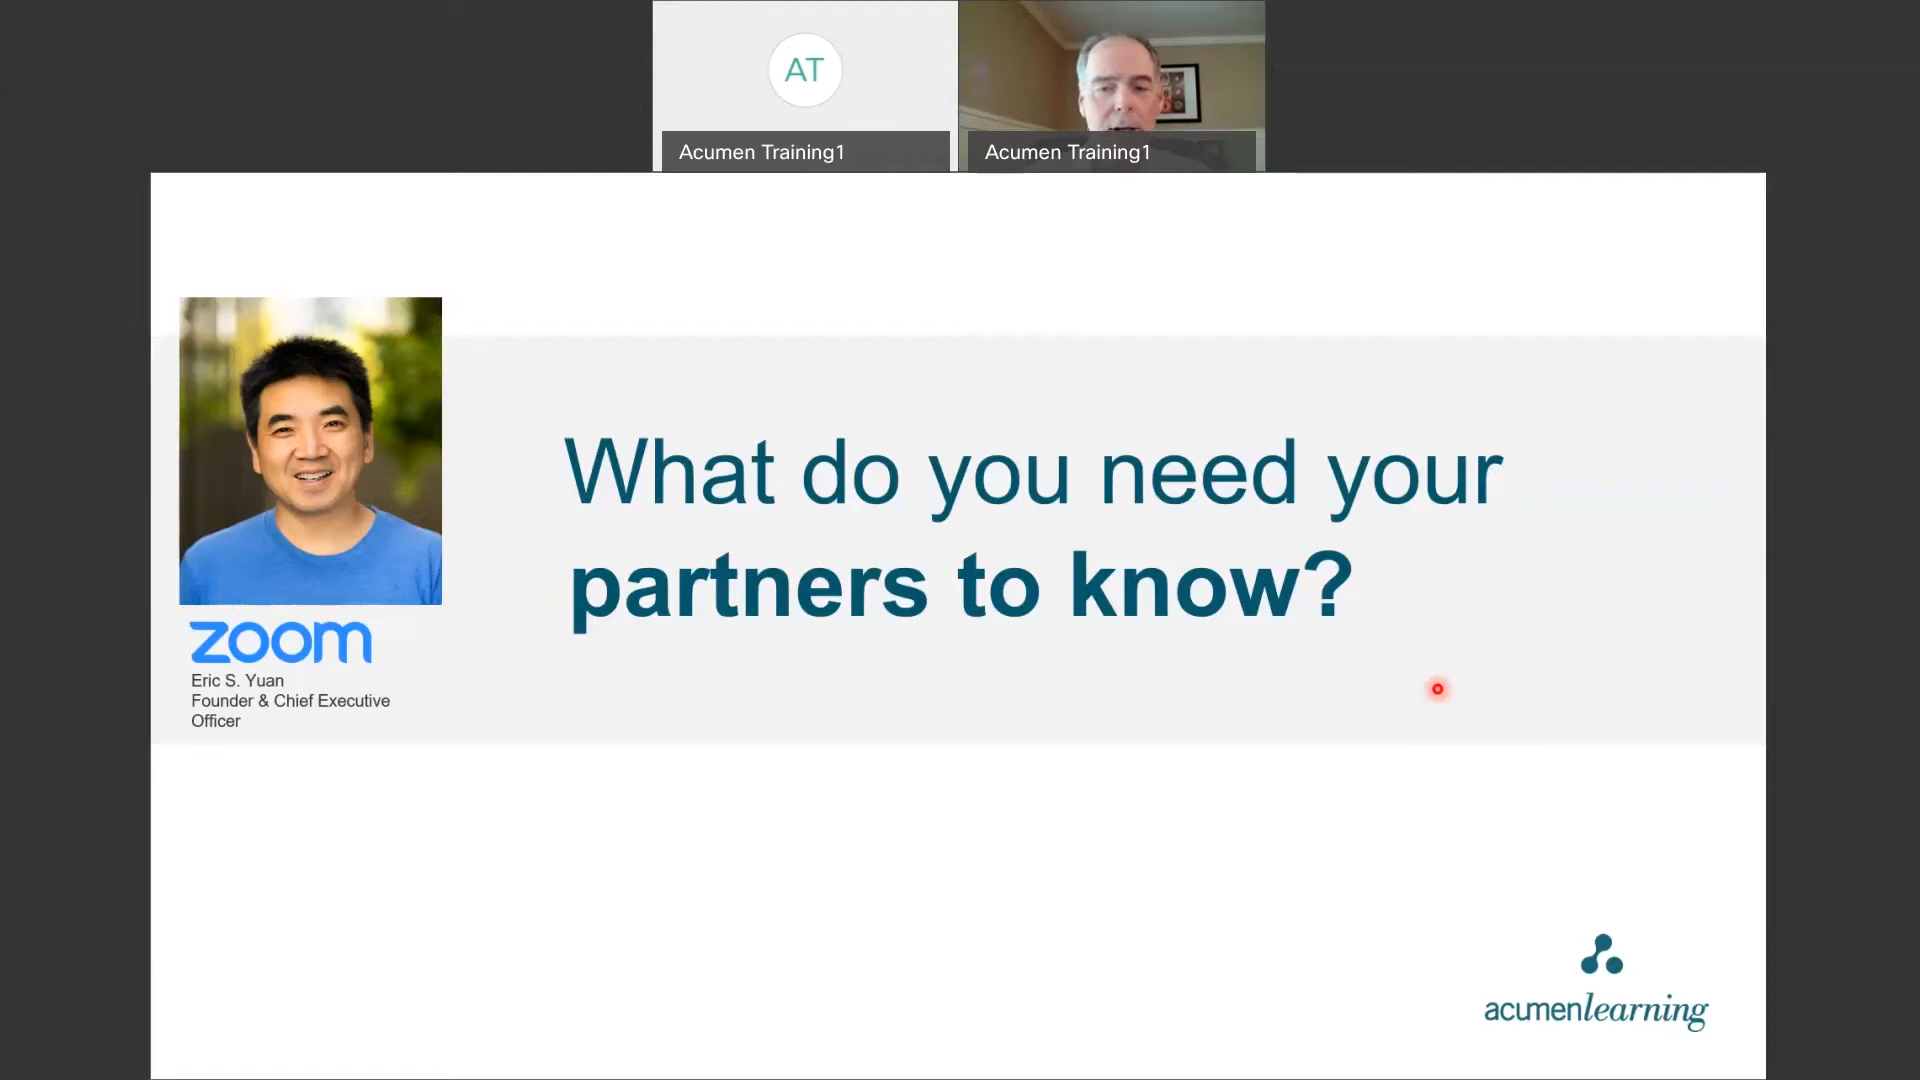 AT
Acumen Training1
Acumen Training1
What do you need your
partners to know?
zoom
Eric S. Yuan
Founder & Chief Executive
Officer
acumenlearning